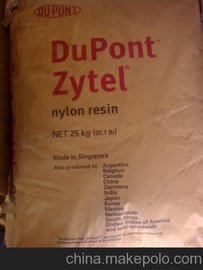 DUPONT
DuPont™
Zytel®
nylon resin
NET 25 kg (55.1 lb)
Made in Singapore
Also produced in: Argentina
Belgium
Canada
China
Germany
India
Japan
Korea
Mexico
Netherlands
South Africa
United States of America
and sold worldwide
china.makepolo.com